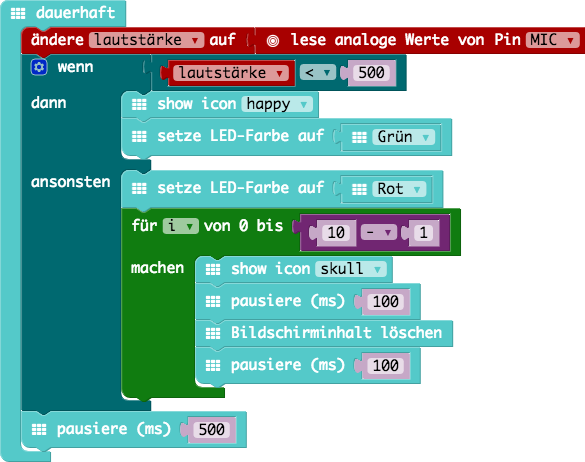 dauerhaft
ändere lautstärke auf lese analoge Werte von Pin MIC
wenn lautstärke < 500
dann show icon happy
setze LED-Farbe auf Grün
ansonsten setze LED-Farbe auf Rot
für i von 0 bis 10 - 1
machen show icon skull
pausiere (ms) 100
Bildschirminhalt löschen
pausiere (ms) 100
pausiere (ms) 500